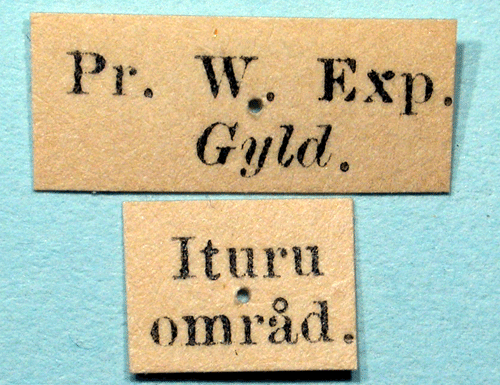 Pr. W. Exp.
Gyld.
Ituru
områd.